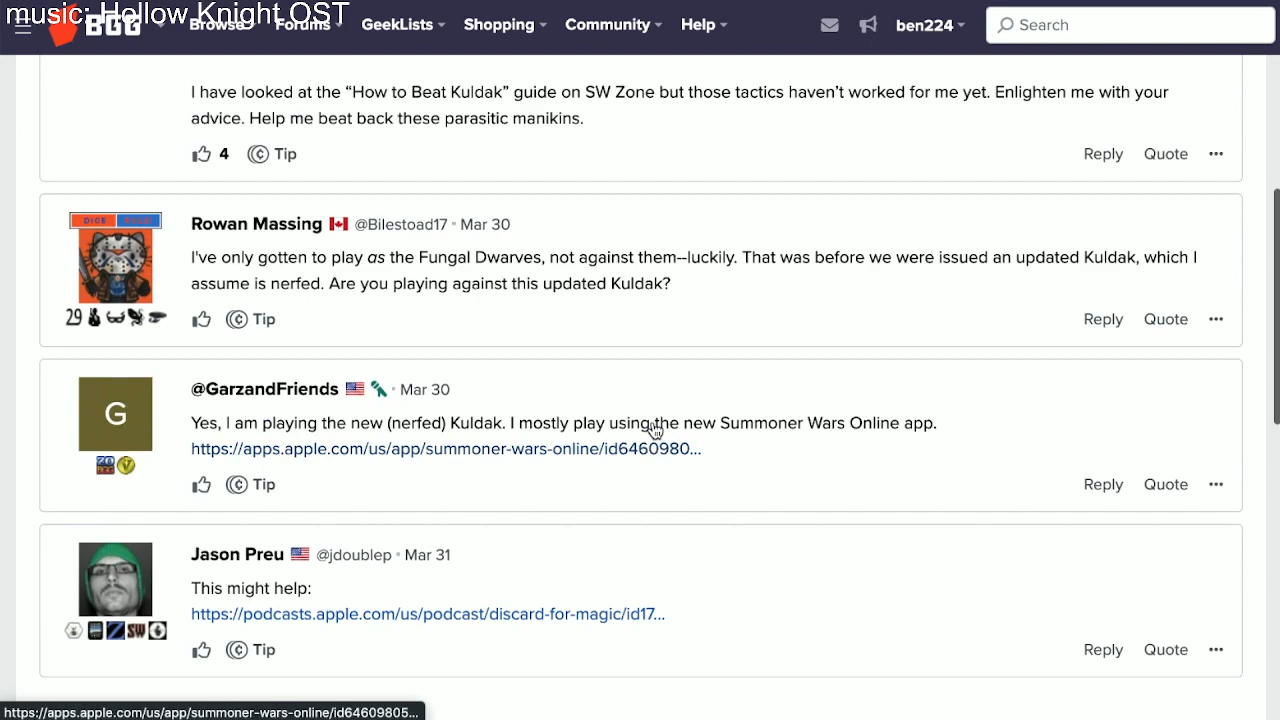 music: Hollow Knight OST
BGG Browse Forums GeekLists Shopping Community Help ben224 Search
I have looked at the “How to Beat Kuldak” guide on SW Zone but those tactics haven’t worked for me yet. Enlighten me with your
advice. Help me beat back these parasitic manikins.
4 Tip Reply Quote
Rowan Massing @Bilestoad17 · Mar 30
I've only gotten to play as the Fungal Dwarves, not against them--luckily. That was before we were issued an updated Kuldak, which I
assume is nerfed. Are you playing against this updated Kuldak?
29 Tip Reply Quote
DICE
G
@GarzandFriends · Mar 30
Yes, I am playing the new (nerfed) Kuldak. I mostly play using the new Summoner Wars Online app.
https://apps.apple.com/us/app/summoner-wars-online/id6460980...
Tip Reply Quote
Jason Preu @jdoublep · Mar 31
This might help:
https://podcasts.apple.com/us/podcast/discard-for-magic/id17...
SW Tip Reply Quote
https://apps.apple.com/us/app/summoner-wars-online/id64609805...